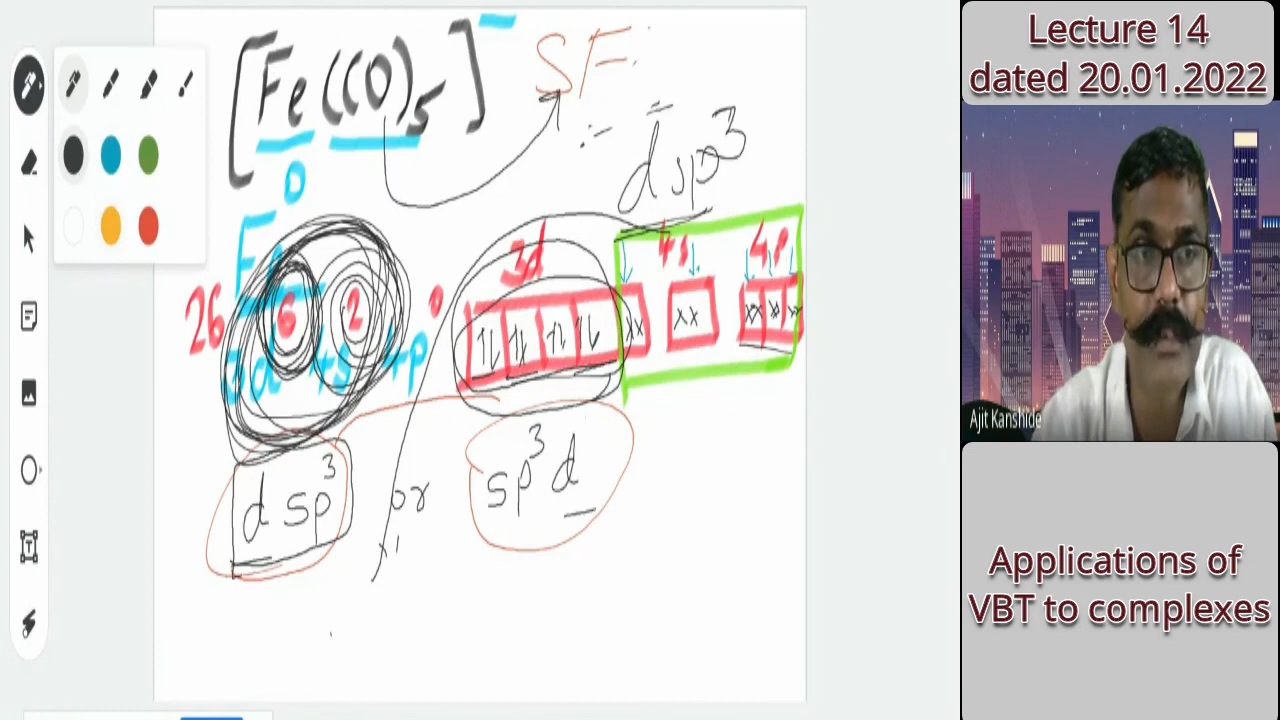 [Fe(CO)5]
SF
0
dsp3
Fe
3d
4s
4p
26
6
2
0
3d 4s 4p
dsp3 or sp3d
Lecture 14
dated 20.01.2022
Ajit Kanshide
Applications of
VBT to complexes